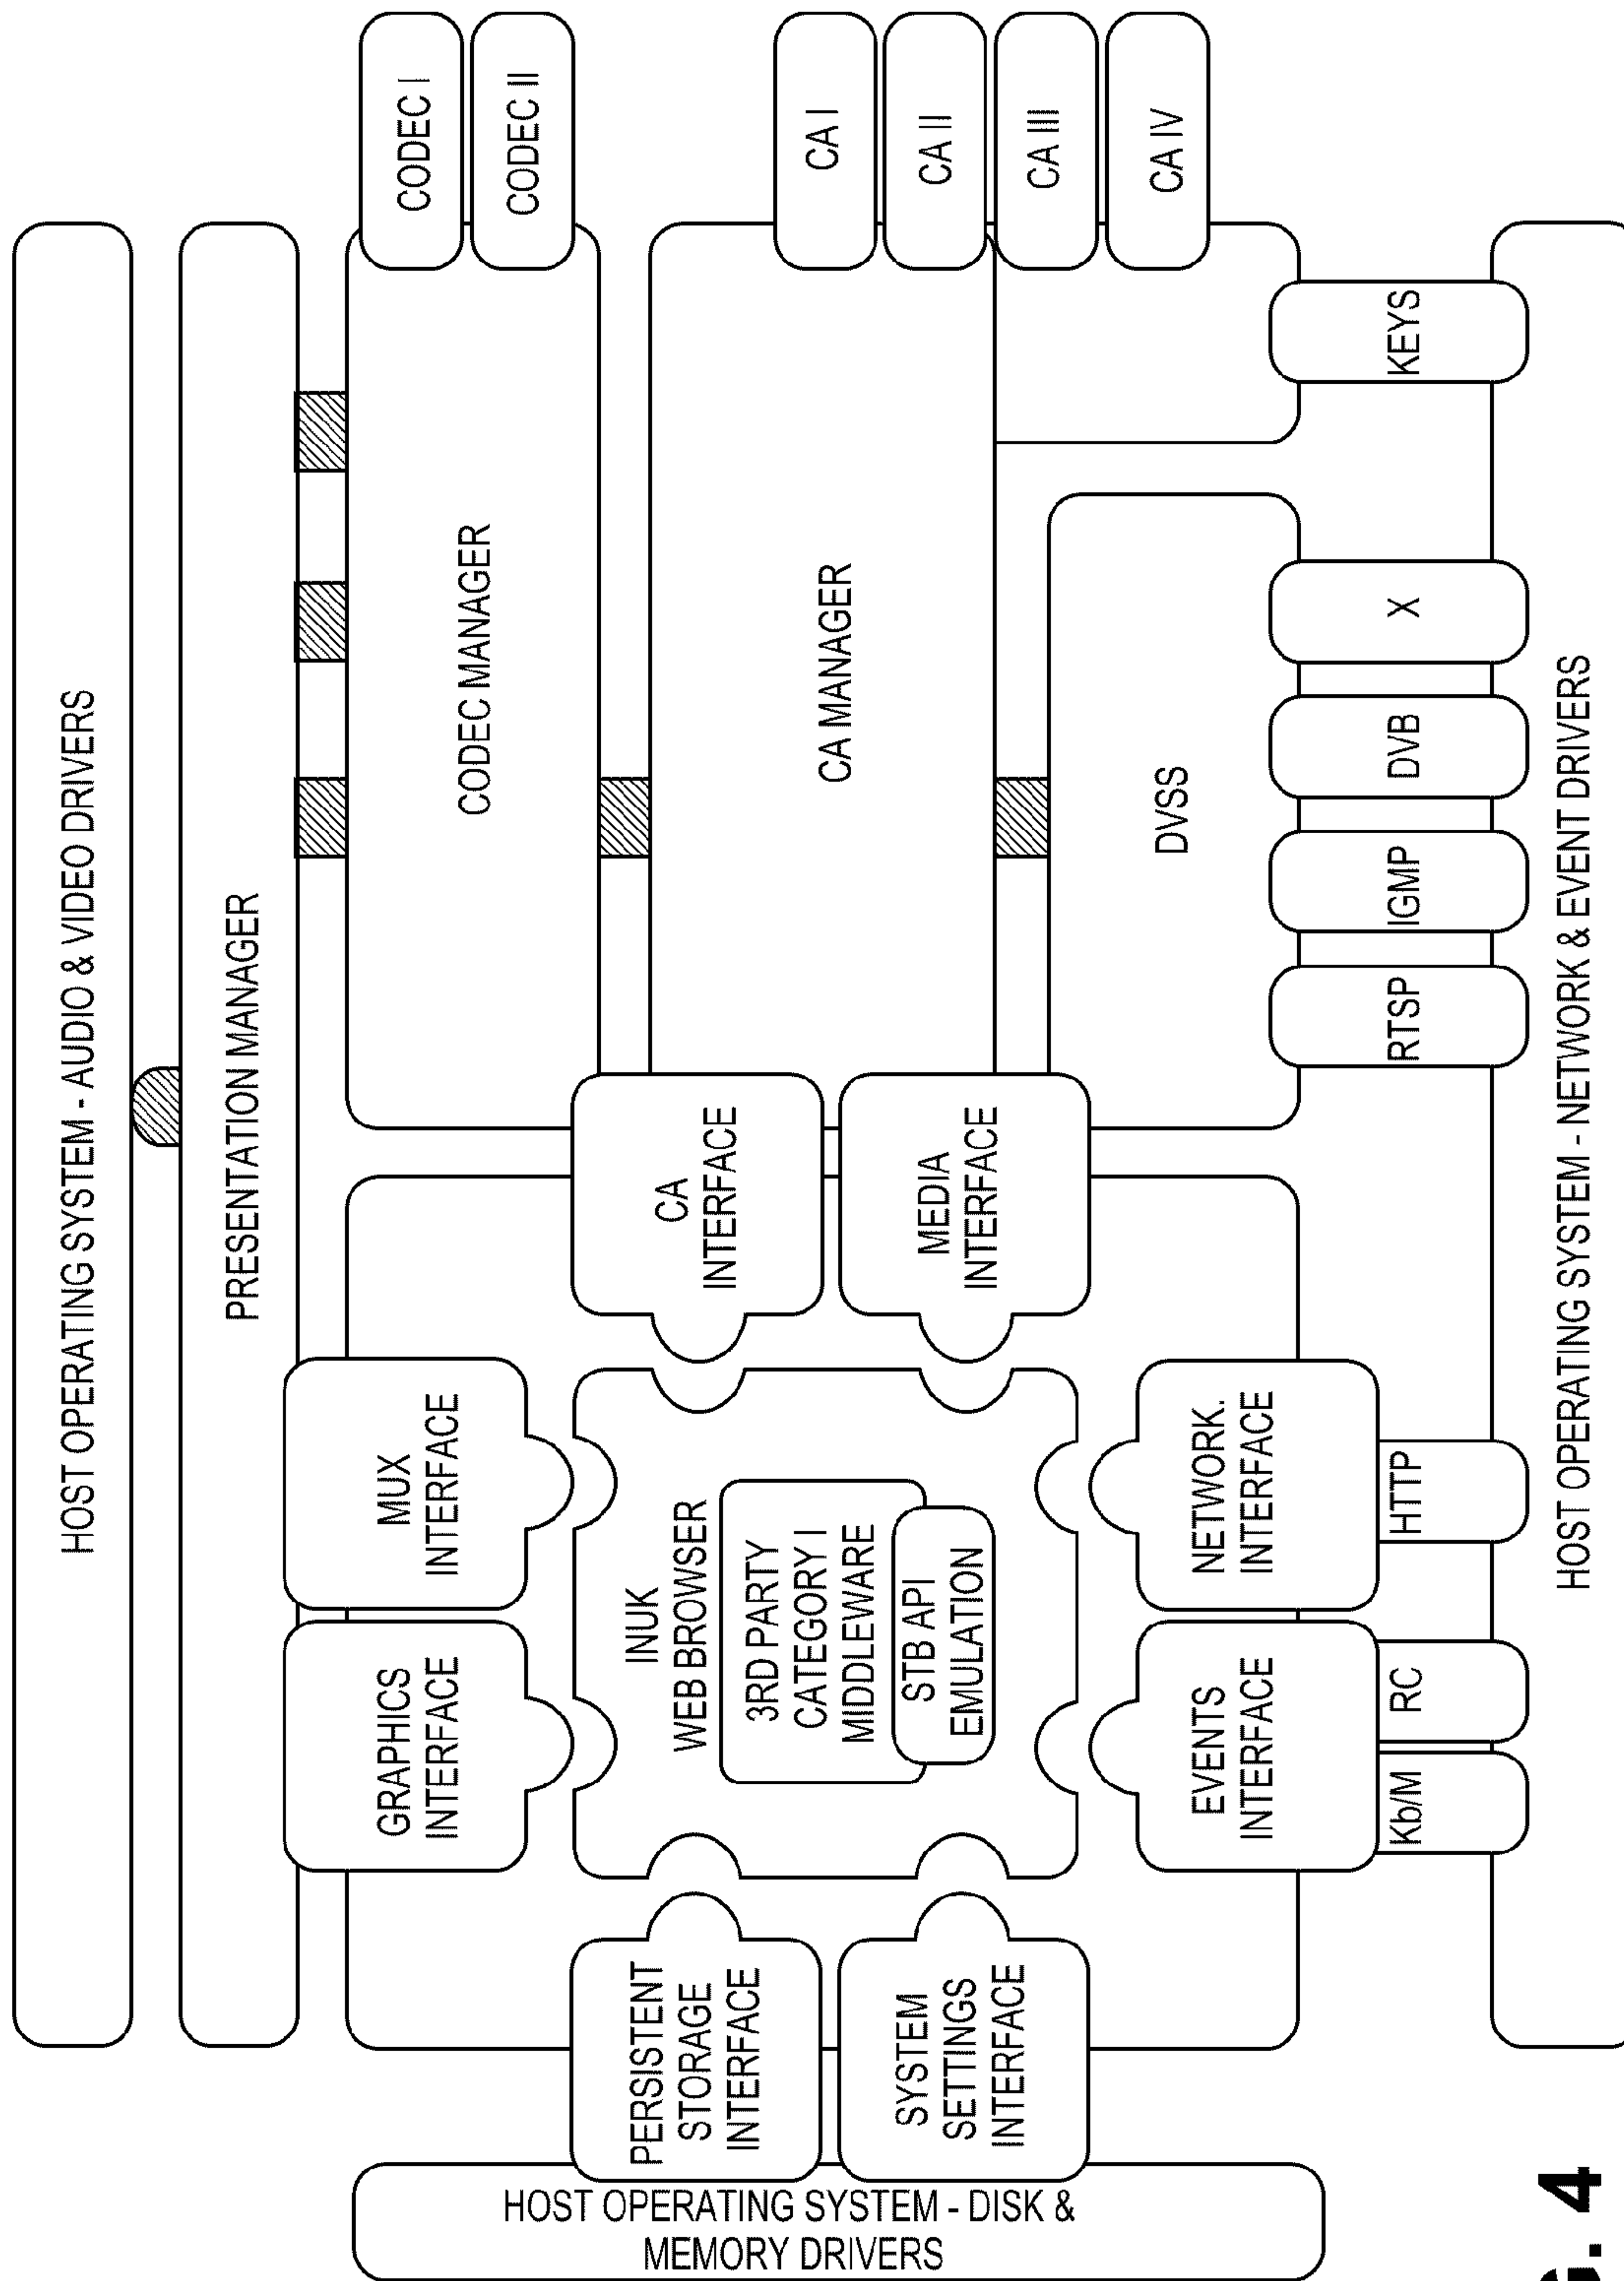 HOST OPERATING SYSTEM - AUDIO & VIDEO DRIVERS
PRESENTATION MANAGER
GRAPHICS
INTERFACE
MUX
INTERFACE
CODEC MANAGER
CODEC I
CODEC II
HOST OPERATING SYSTEM - DISK &
MEMORY DRIVERS
PERSISTENT
STORAGE
INTERFACE
SYSTEM
SETTINGS
INTERFACE
INUK
WEB BROWSER
3RD PARTY
CATEGORY I
MIDDLEWARE
STB API
EMULATION
CA
INTERFACE
MEDIA
INTERFACE
CA MANAGER
CA I
CA II
CA III
CA IV
DVSS
EVENTS
INTERFACE
NETWORK.
INTERFACE
Kb/M
RC
HTTP
RTSP
IGMP
DVB
X
KEYS
HOST OPERATING SYSTEM - NETWORK & EVENT DRIVERS
4